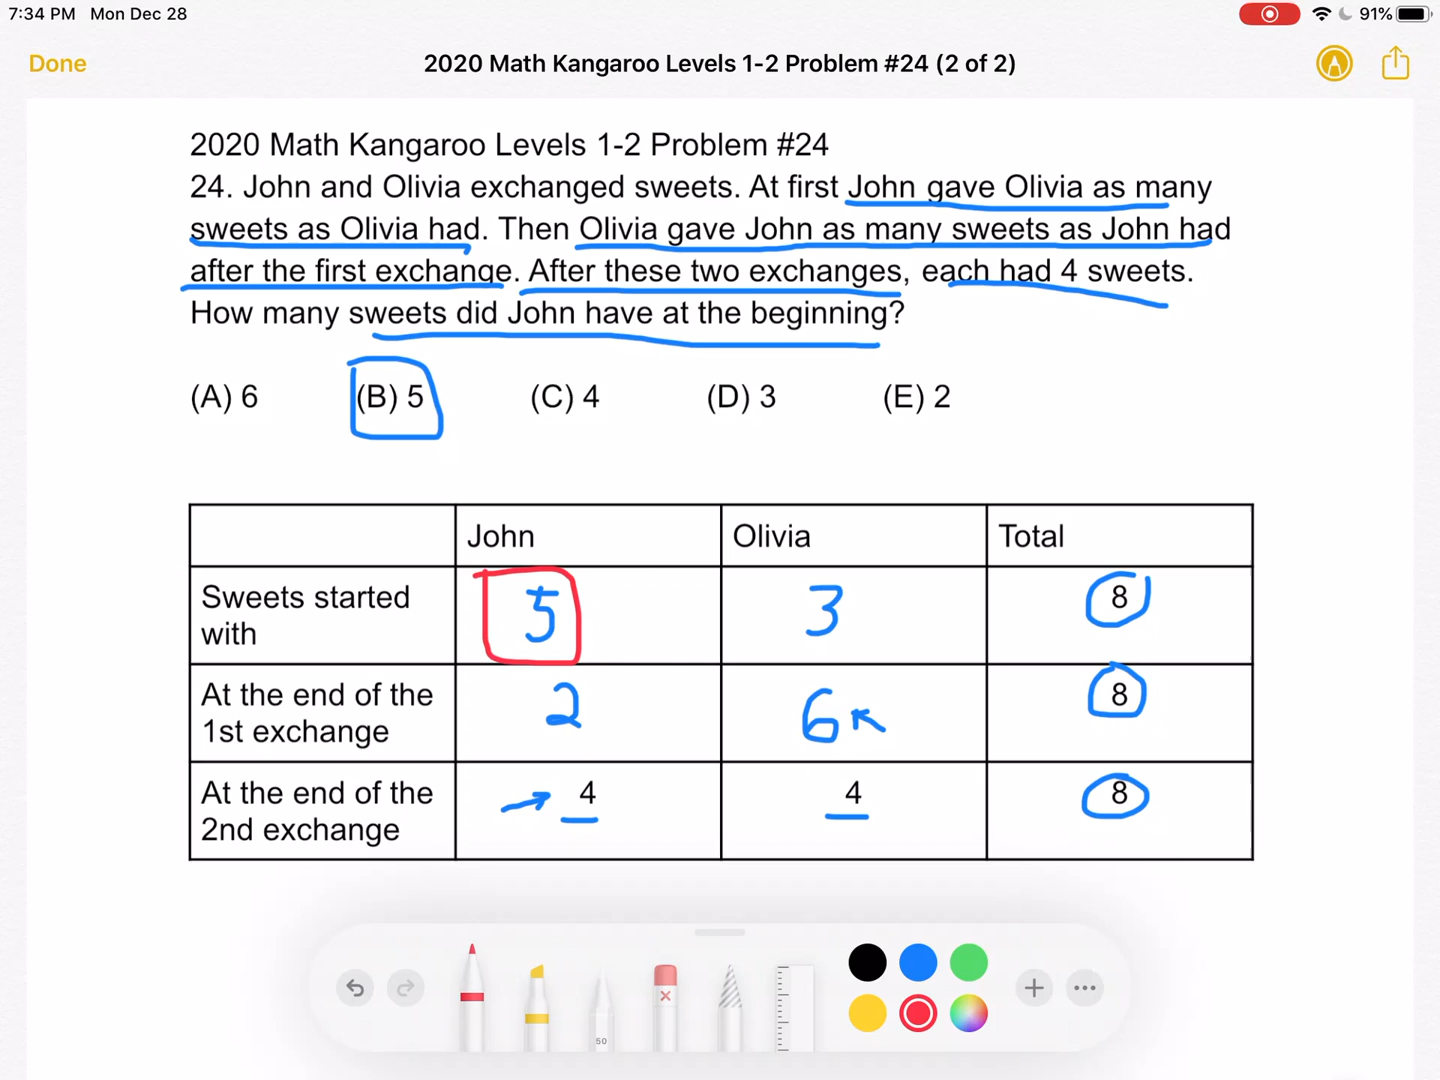 7:34 PM Mon Dec 28
91%
Done
2020 Math Kangaroo Levels 1-2 Problem #24 (2 of 2)
2020 Math Kangaroo Levels 1-2 Problem #24
24. John and Olivia exchanged sweets. At first John gave Olivia as many
sweets as Olivia had. Then Olivia gave John as many sweets as John had
after the first exchange. After these two exchanges, each had 4 sweets.
How many sweets did John have at the beginning?
(A) 6 (B) 5 (C) 4 (D) 3 (E) 2
John Olivia Total
Sweets started
with
5 3 8
At the end of the
1st exchange
2 6 8
At the end of the
2nd exchange
4 4 8
50